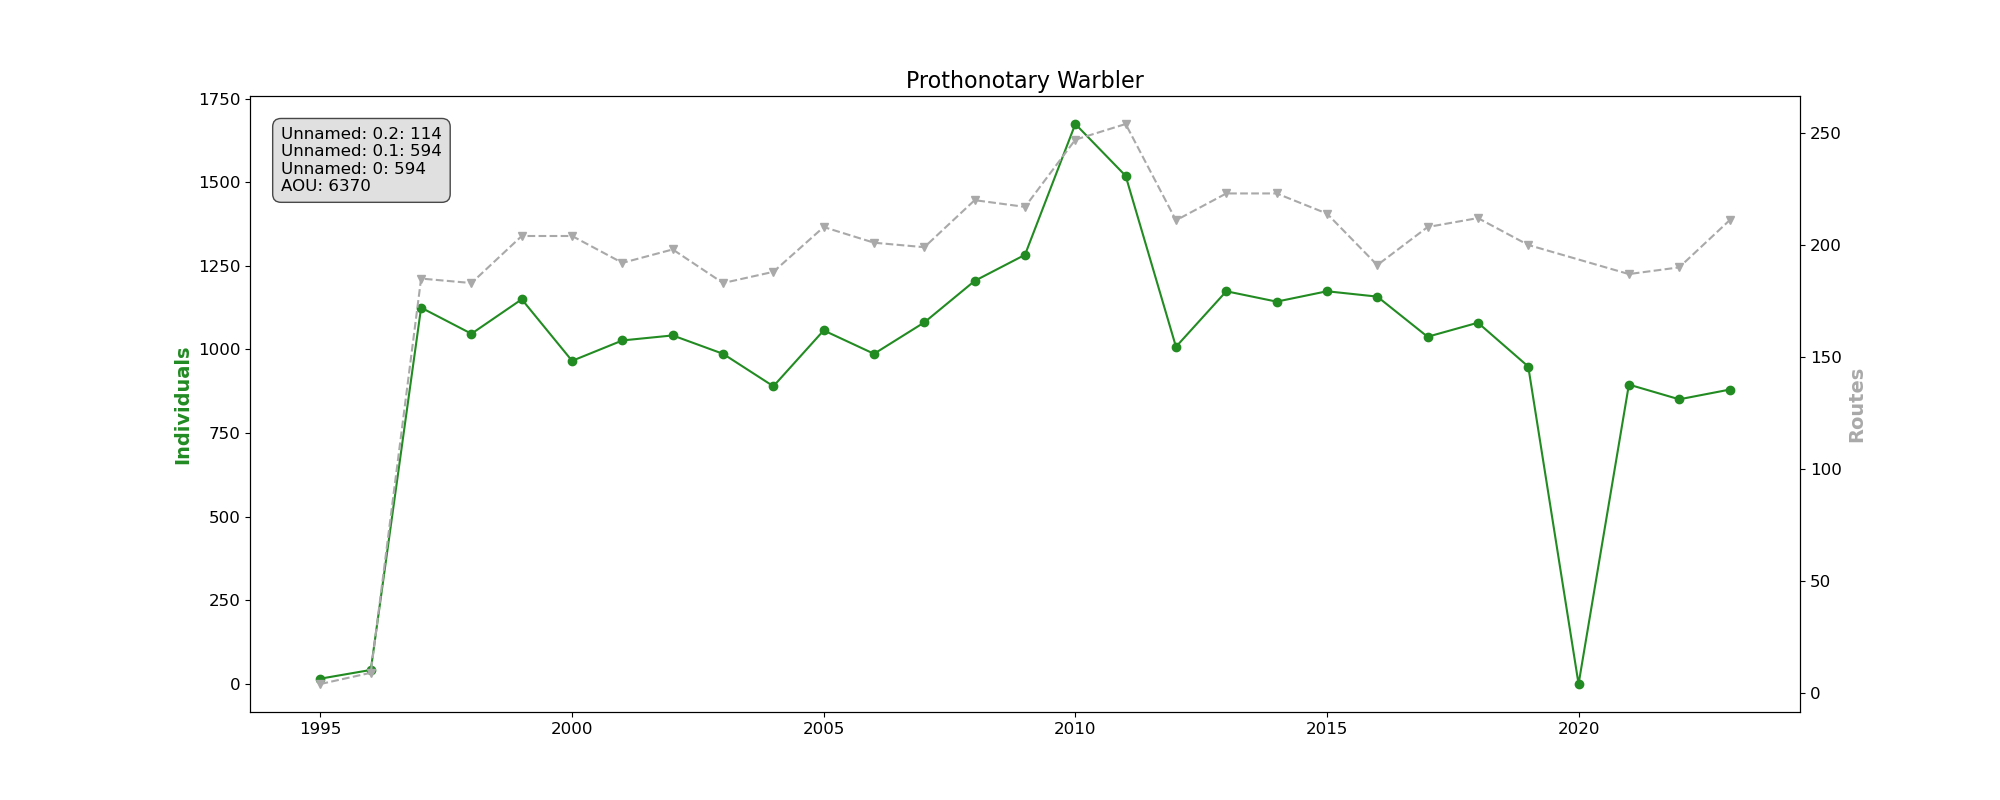 Prothonotary Warbler
Unnamed: 0.2: 114
Unnamed: 0.1: 594
Unnamed: 0: 594
AOU: 6370
1750
1500
1250
1000
750
500
250
0
Individuals
250
200
150
100
50
0
Routes
1995
2000
2005
2010
2015
2020